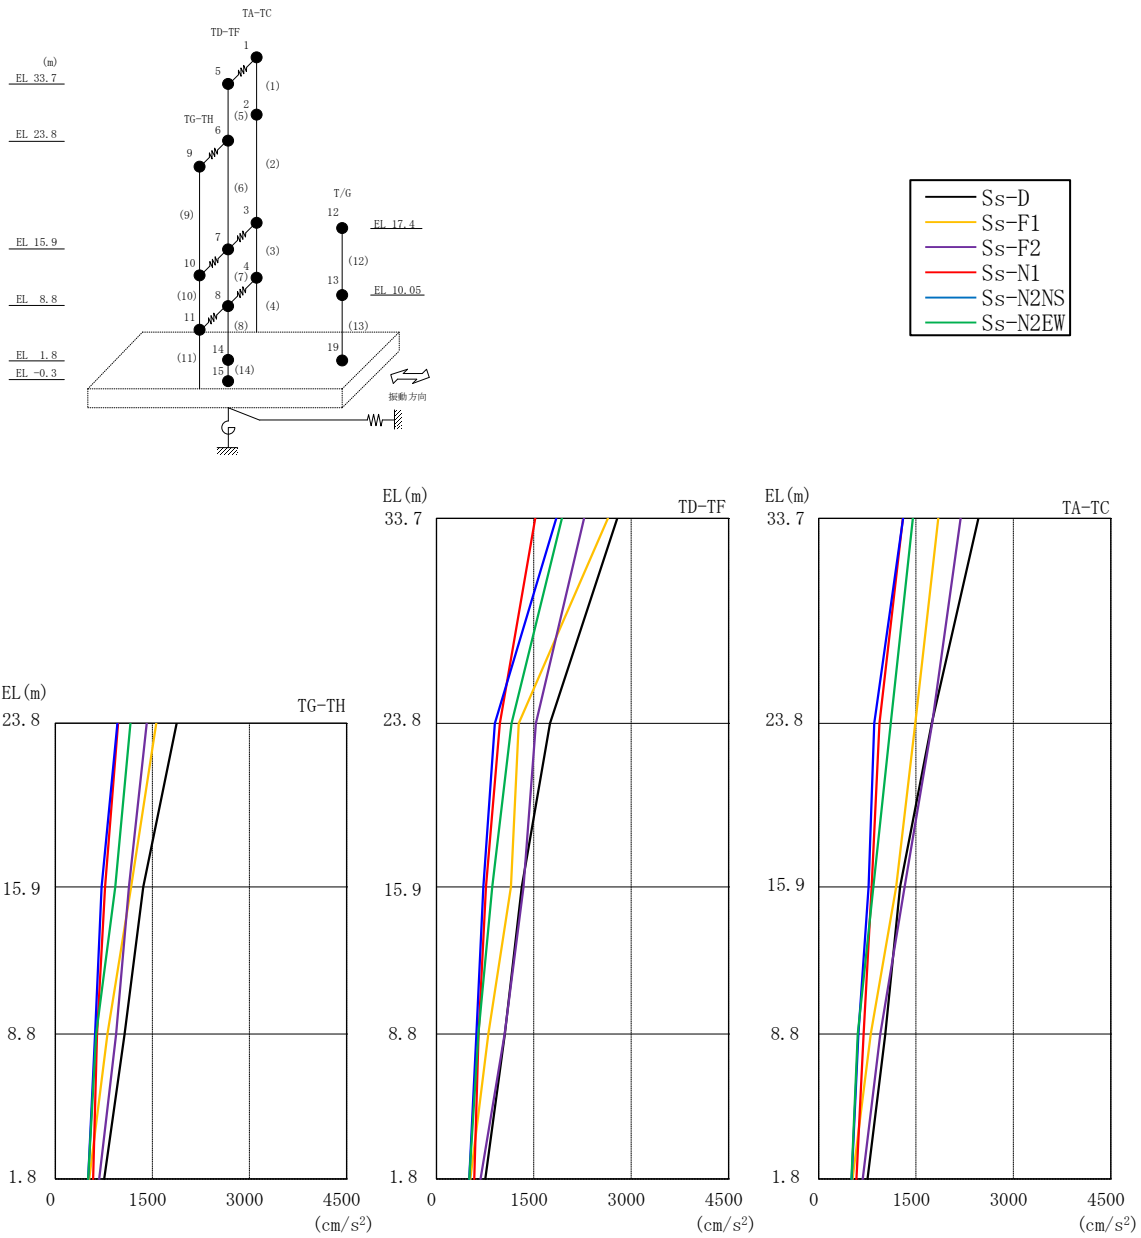 TA-TC
TD-TF
1
(m)
5
EL 33.7
(1)
2
(5)
TG-TH
6
EL 23.8
9
(2)
(6)
T/G
(9)
3
12
EL 17.4
7
EL 15.9
(3)
(12)
10
4
(7)
13
EL 10.05
(10)
8
EL 8.8
(4)
11
(8)
(13)
14
19
EL 1.8
(11)
15
(14)
EL -0.3
振動方向
Ss-D
Ss-F1
Ss-F2
Ss-N1
Ss-N2NS
Ss-N2EW
EL(m)
TG-TH
23.8
15.9
8.8
1.8
0 1500 3000 4500
(cm/s²)
EL(m)
TD-TF
33.7
23.8
15.9
8.8
1.8
0 1500 3000 4500
(cm/s²)
EL(m)
TA-TC
33.7
23.8
15.9
8.8
1.8
0 1500 3000 4500
(cm/s²)